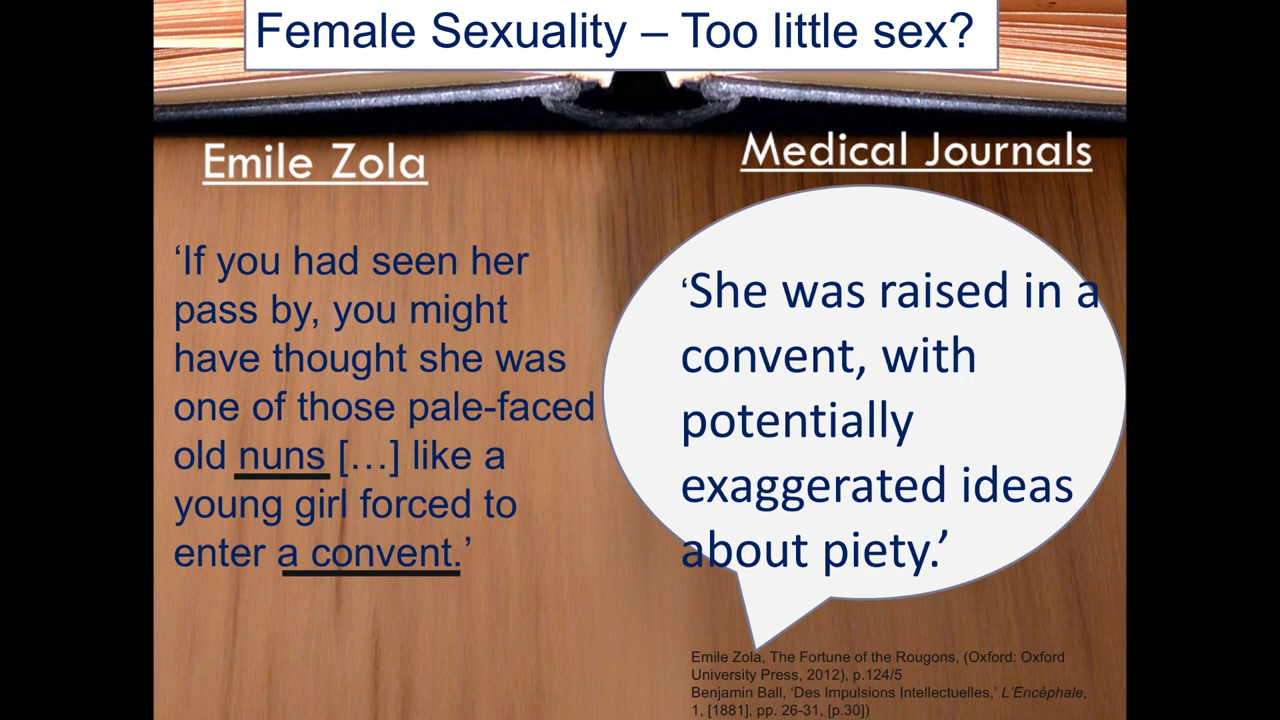 Female Sexuality – Too little sex?
Emile Zola
‘If you had seen her
pass by, you might
have thought she was
one of those pale-faced
old nuns […] like a
young girl forced to
enter a convent.’
Medical Journals
‘She was raised in a
convent, with
potentially
exaggerated ideas
about piety.’
Emile Zola, The Fortune of the Rougons, (Oxford: Oxford
University Press, 2012), p.124/5
Benjamin Ball, ‘Des Impulsions Intellectuelles,’ L’Encéphale,
1, [1881], pp. 26-31, [p.30])